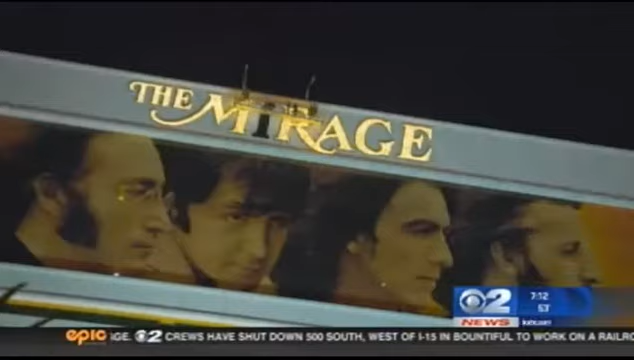 THE MIRAGE
2 7:12
NEWS 53°
epic IGE. 2 CREWS HAVE SHUT DOWN 500 SOUTH, WEST OF I-15 IN BOUNTIFUL TO WORK ON A RAILRO